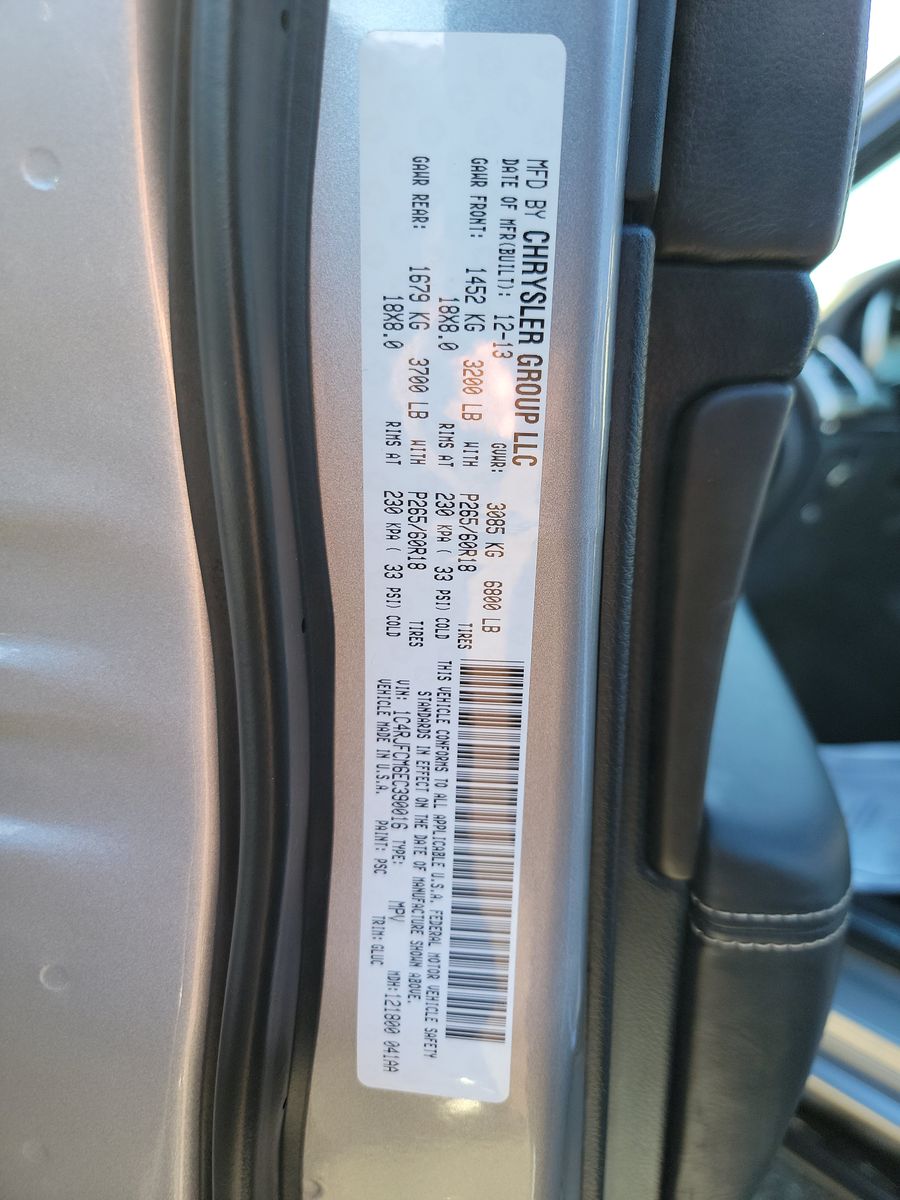 MFD BY CHRYSLER GROUP LLC
DATE OF MFR(BUILT): 12-13 GVWR: 3085 KG 6800 LB
GAWR FRONT: 1452 KG 3200 LB WITH P265/60R18 TIRES
18X8.0 RIMS AT 230 KPA ( 33 PSI) COLD
GAWR REAR: 1679 KG 3700 LB WITH P265/60R18 TIRES
18X8.0 RIMS AT 230 KPA ( 33 PSI) COLD
THIS VEHICLE CONFORMS TO ALL APPLICABLE U.S.A. FEDERAL MOTOR VEHICLE SAFETY
STANDARDS IN EFFECT ON THE DATE OF MANUFACTURE SHOWN ABOVE.
VIN: 1C4RJFCM6EC390016 TYPE: MPV MDH:121800 041AA
VEHICLE MADE IN U.S.A. PAINT: PSC TRIM: GLUC